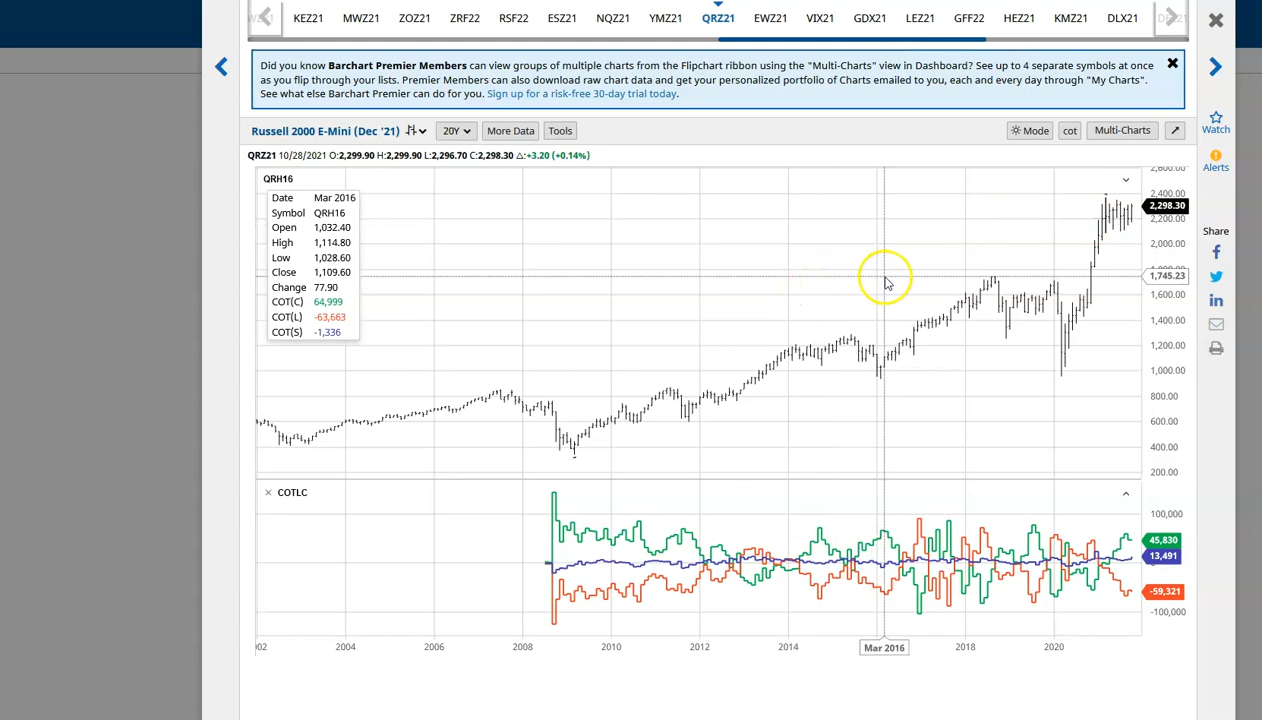 KEZ21 MWZ21 ZOZ21 ZRF22 RSF22 ESZ21 NQZ21 YMZ21 QRZ21 EWZ21 VIX21 GDX21 LEZ21 GFF22 HEZ21 KMZ21 DLX21
Did you know Barchart Premier Members can view groups of multiple charts from the Flipchart ribbon using the "Multi-Charts" view in Dashboard? See up to 4 separate symbols at once
as you flip through your lists. Premier Members can also download raw chart data and get your personalized portfolio of Charts emailed to you, each and every day through "My Charts".
See what else Barchart Premier can do for you. Sign up for a risk-free 30-day trial today.
Watch
Alerts
Share
Russell 2000 E-Mini (Dec '21) 20Y More Data Tools Mode cot Multi-Charts
QRZ21 10/28/2021 O:2,299.90 H:2,299.90 L:2,296.70 C:2,298.30 △:+3.20 (+0.14%)
QRH16
Date Mar 2016
Symbol QRH16
Open 1,032.40
High 1,114.80
Low 1,028.60
Close 1,109.60
Change 77.90
COT(C) 64,999
COT(L) -63,663
COT(S) -1,336
2,600.00
2,400.00
2,298.30
2,200.00
2,000.00
1,745.23
1,600.00
1,400.00
1,200.00
1,000.00
800.00
600.00
400.00
200.00
COTLC
100,000
45,830
13,491
-59,321
-100,000
2004 2006 2008 2010 2012 2014 Mar 2016 2018 2020